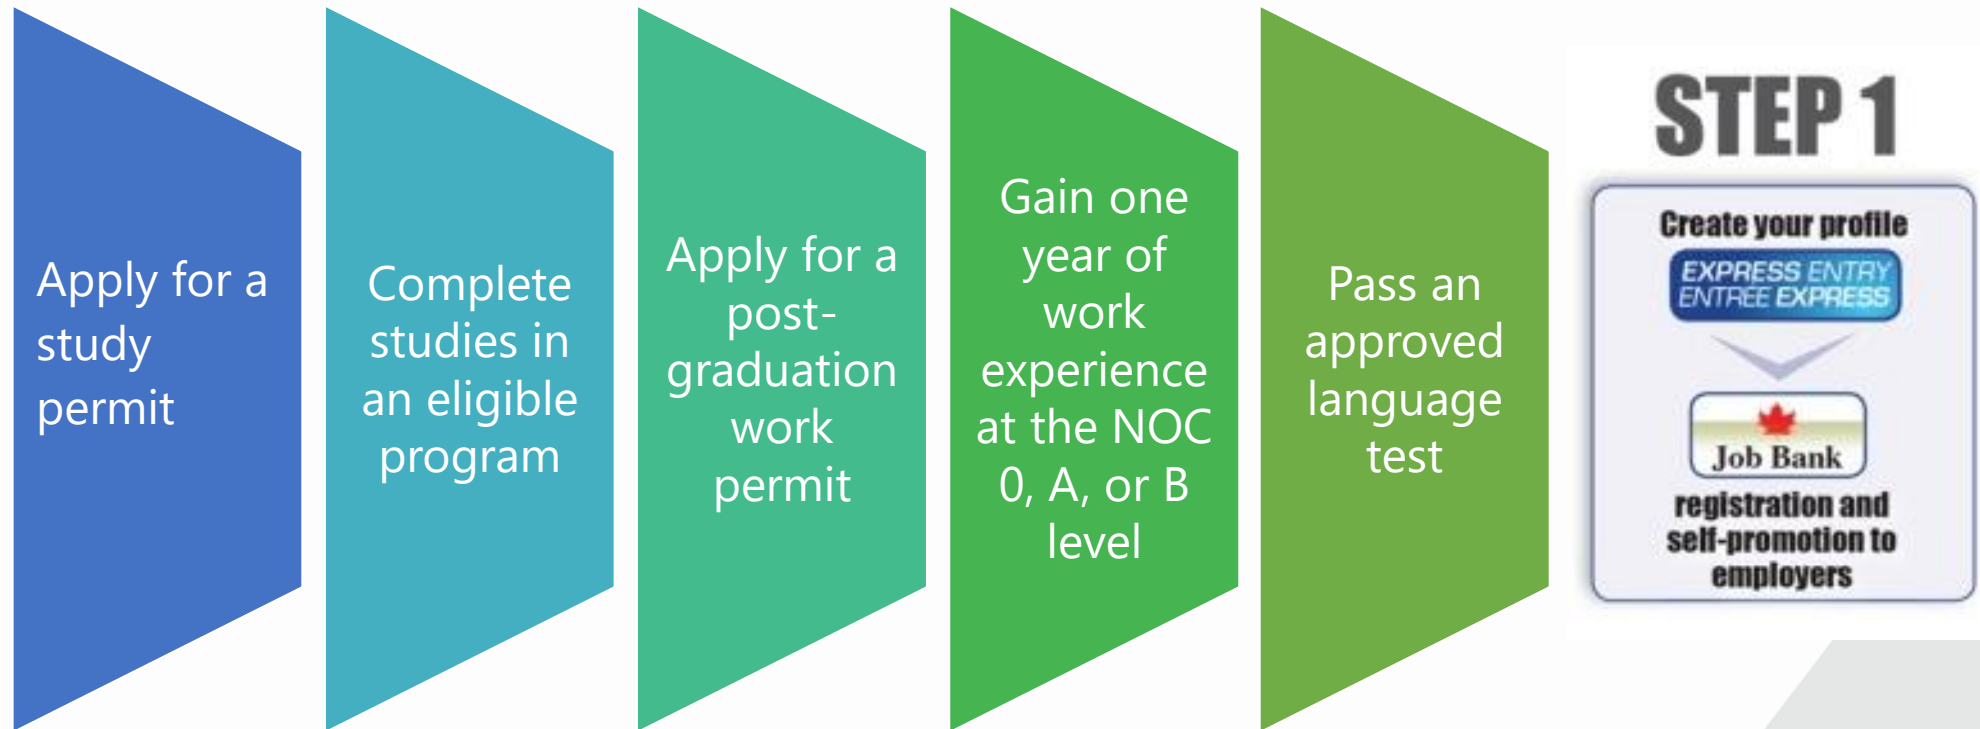 Apply for a
study
permit
Complete
studies in
an eligible
program
Apply for a
post-
graduation
work
permit
Gain one
year of
work
experience
at the NOC
0, A, or B
level
Pass an
approved
language
test
STEP 1
Create your profile
EXPRESS ENTRY
ENTREE EXPRESS
Job Bank
registration and
self-promotion to
employers